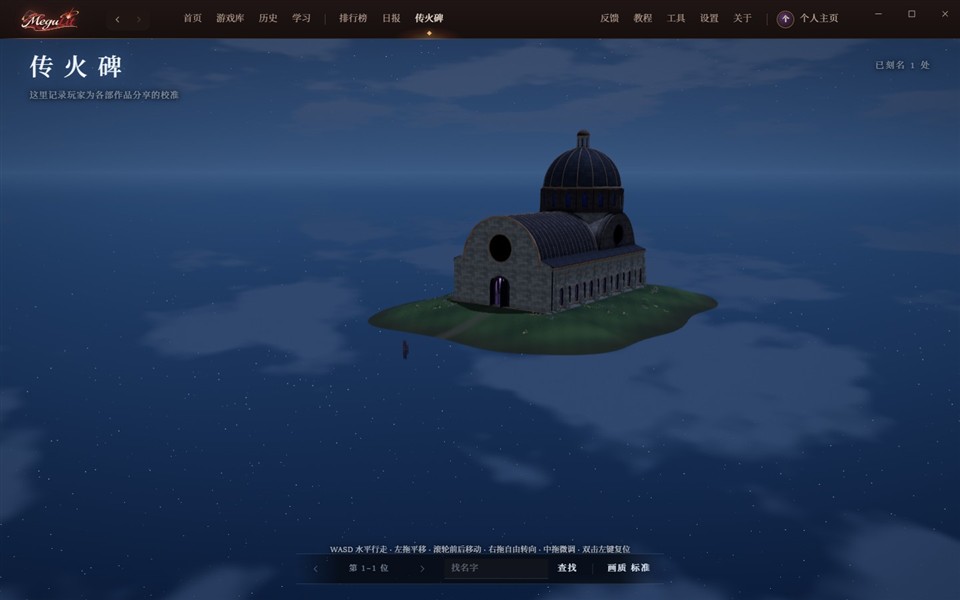 Megu
首页 游戏库 历史 学习 排行榜 日报 传火碑 反馈 教程 工具 设置 关于 个人主页
传火碑
已刻名 1 处
这里记录玩家为各部作品分享的校准
WASD 水平行走 · 左拖平移 · 滚轮前后移动 · 右拖自由转向 · 中拖微调 · 双击左键复位
第 1-1 位 找名字 查找 画质 标准